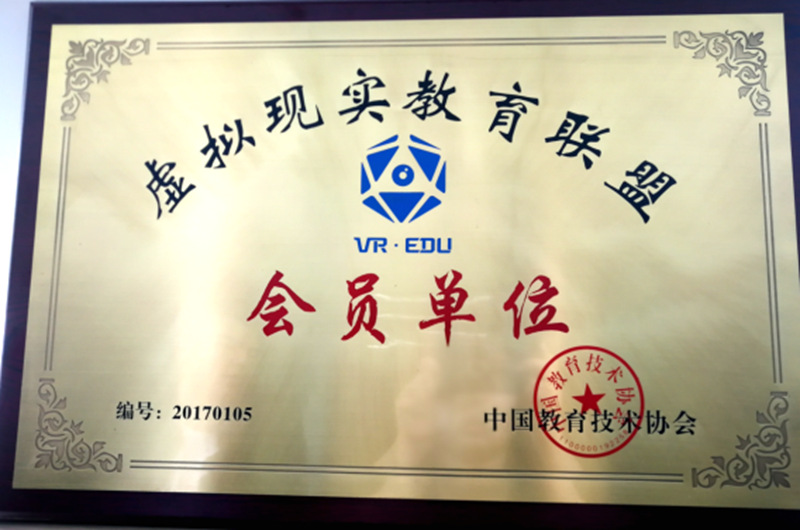 虚拟现实教育联盟
VR·EDU
会员单位
编号：20170105
中国教育技术协会